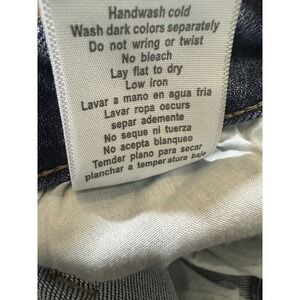 Handwash cold
Wash dark colors separately
Do not wring or twist
No bleach
Lay flat to dry
Low iron
Lavar a mano en agua fria
Lavar ropa oscurs
separ ademente
No seque ni tuerza
No acepta blanqueo
Temder plano para secar
planchar a temper atura baja